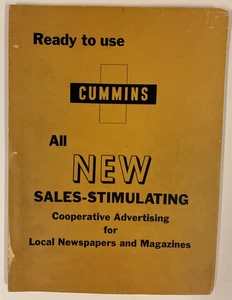 Ready to use
CUMMINS
All
NEW
SALES-STIMULATING
Cooperative Advertising
for
Local Newspapers and Magazines